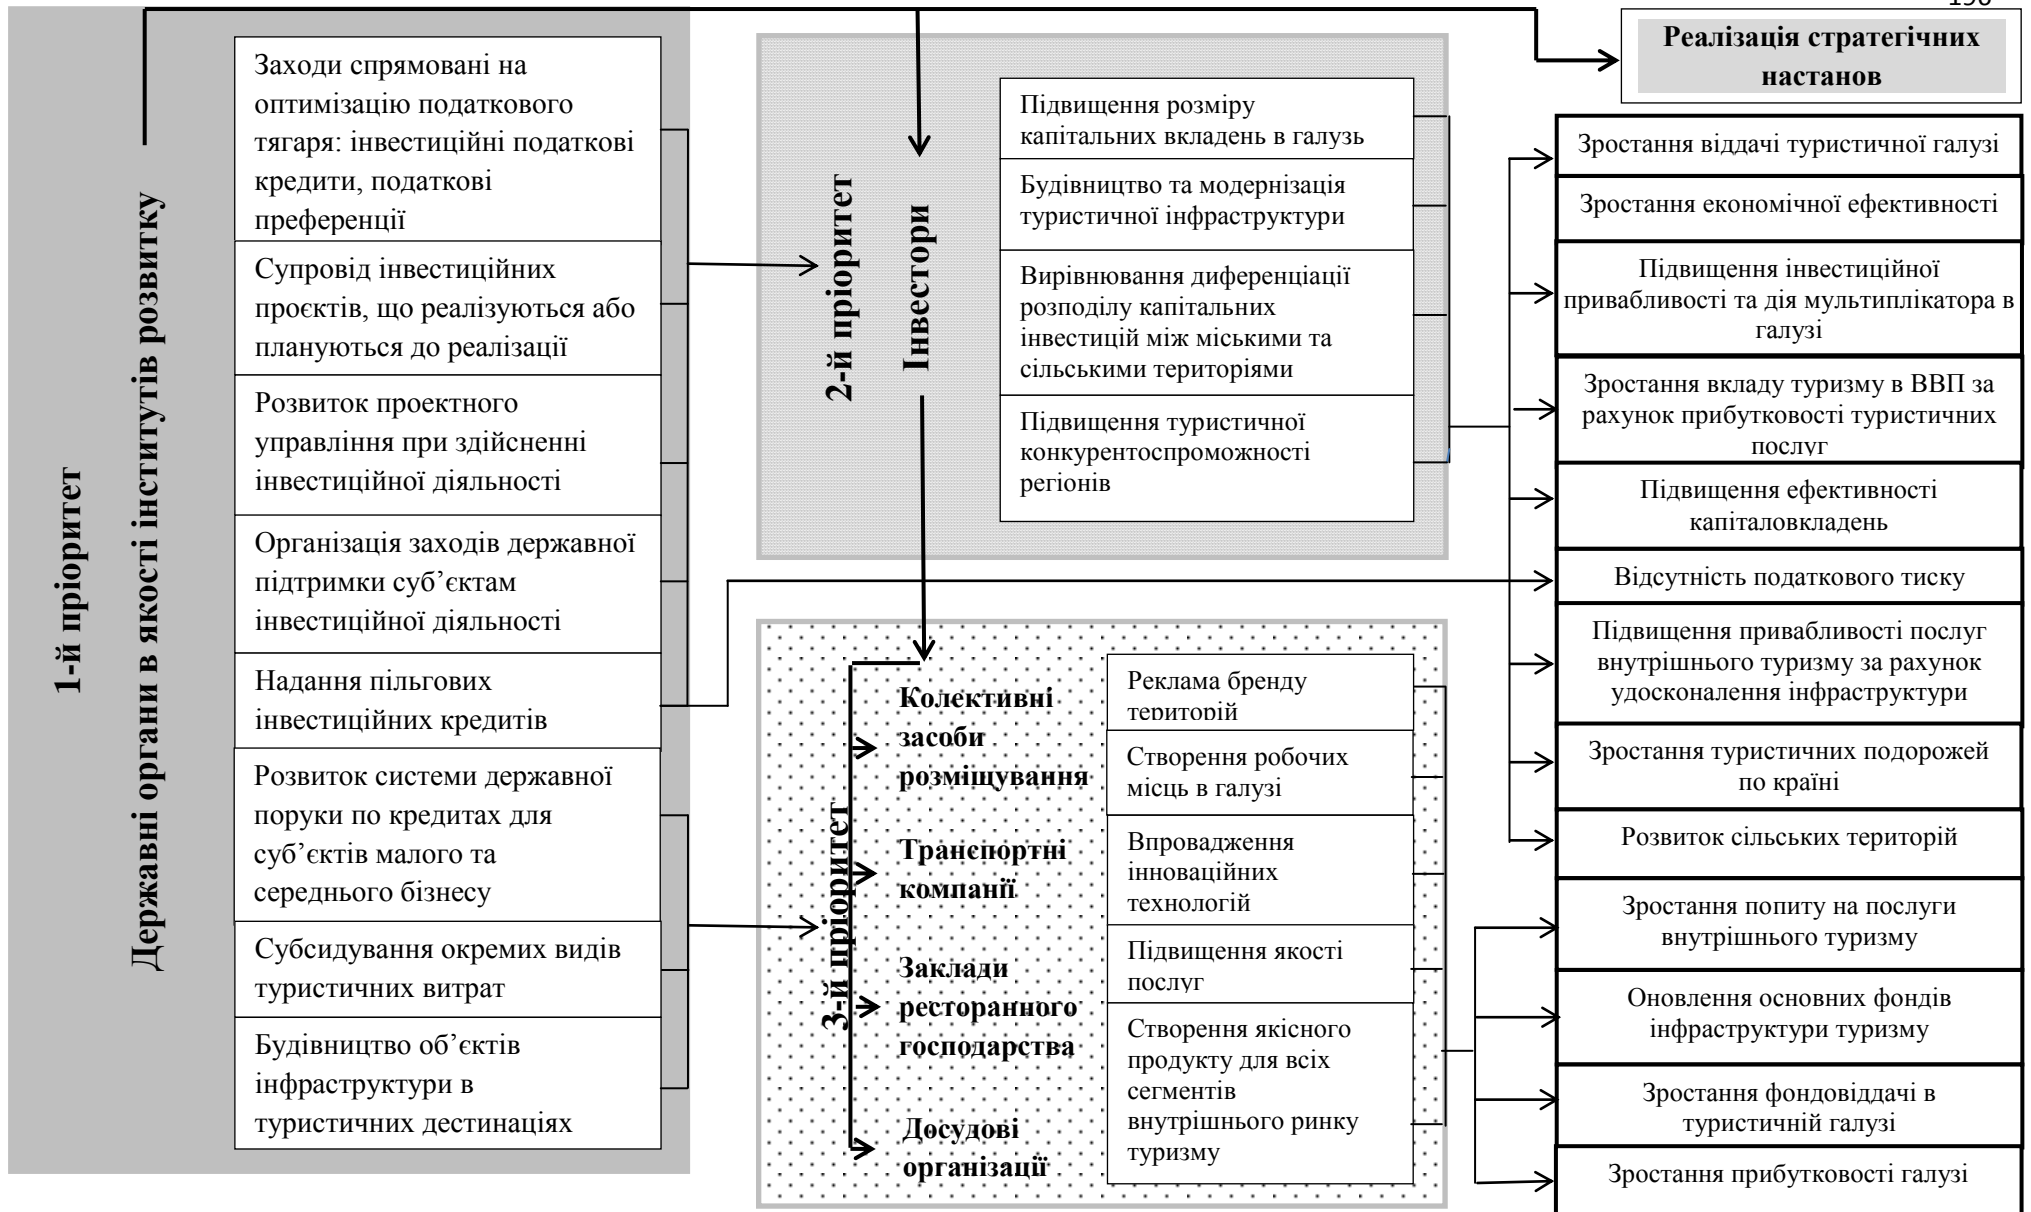 1-й пріоритет
Державні органи в якості інститутів розвитку
Заходи спрямовані на
оптимізацію податкового
тягаря: інвестиційні податкові
кредити, податкові
преференції
Супровід інвестиційних
проєктів, що реалізуються або
плануються до реалізації
Розвиток проектного
управління при здійсненні
інвестиційної діяльності
Організація заходів державної
підтримки суб’єктам
інвестиційної діяльності
Надання пільгових
інвестиційних кредитів
Розвиток системи державної
поруки по кредитах для
суб’єктів малого та
середнього бізнесу
Субсидування окремих видів
туристичних витрат
Будівництво об’єктів
інфраструктури в
туристичних дестинаціях
2-й пріоритет
Інвестори
Підвищення розміру
капітальних вкладень в галузь
Будівництво та модернізація
туристичної інфраструктури
Вирівнювання диференціації
розподілу капітальних
інвестицій між міськими та
сільськими територіями
Підвищення туристичної
конкурентоспроможності
регіонів
3-й пріоритет
Колективні
засоби
розміщування
Транспортні
компанії
Заклади
ресторанного
господарства
Досудові
організації
Реклама бренду
територій
Створення робочих
місць в галузі
Впровадження
інноваційних
технологій
Підвищення якості
послуг
Створення якісного
продукту для всіх
сегментів
внутрішнього ринку
туризму
Реалізація стратегічних
настанов
Зростання віддачі туристичної галузі
Зростання економічної ефективності
Підвищення інвестиційної
привабливості та дія мультиплікатора в
галузі
Зростання вкладу туризму в ВВП за
рахунок прибутковості туристичних
послуг
Підвищення ефективності
капіталовкладень
Відсутність податкового тиску
Підвищення привабливості послуг
внутрішнього туризму за рахунок
удосконалення інфраструктури
Зростання туристичних подорожей
по країні
Розвиток сільських територій
Зростання попиту на послуги
внутрішнього туризму
Оновлення основних фондів
інфраструктури туризму
Зростання фондовіддачі в
туристичній галузі
Зростання прибутковості галузі